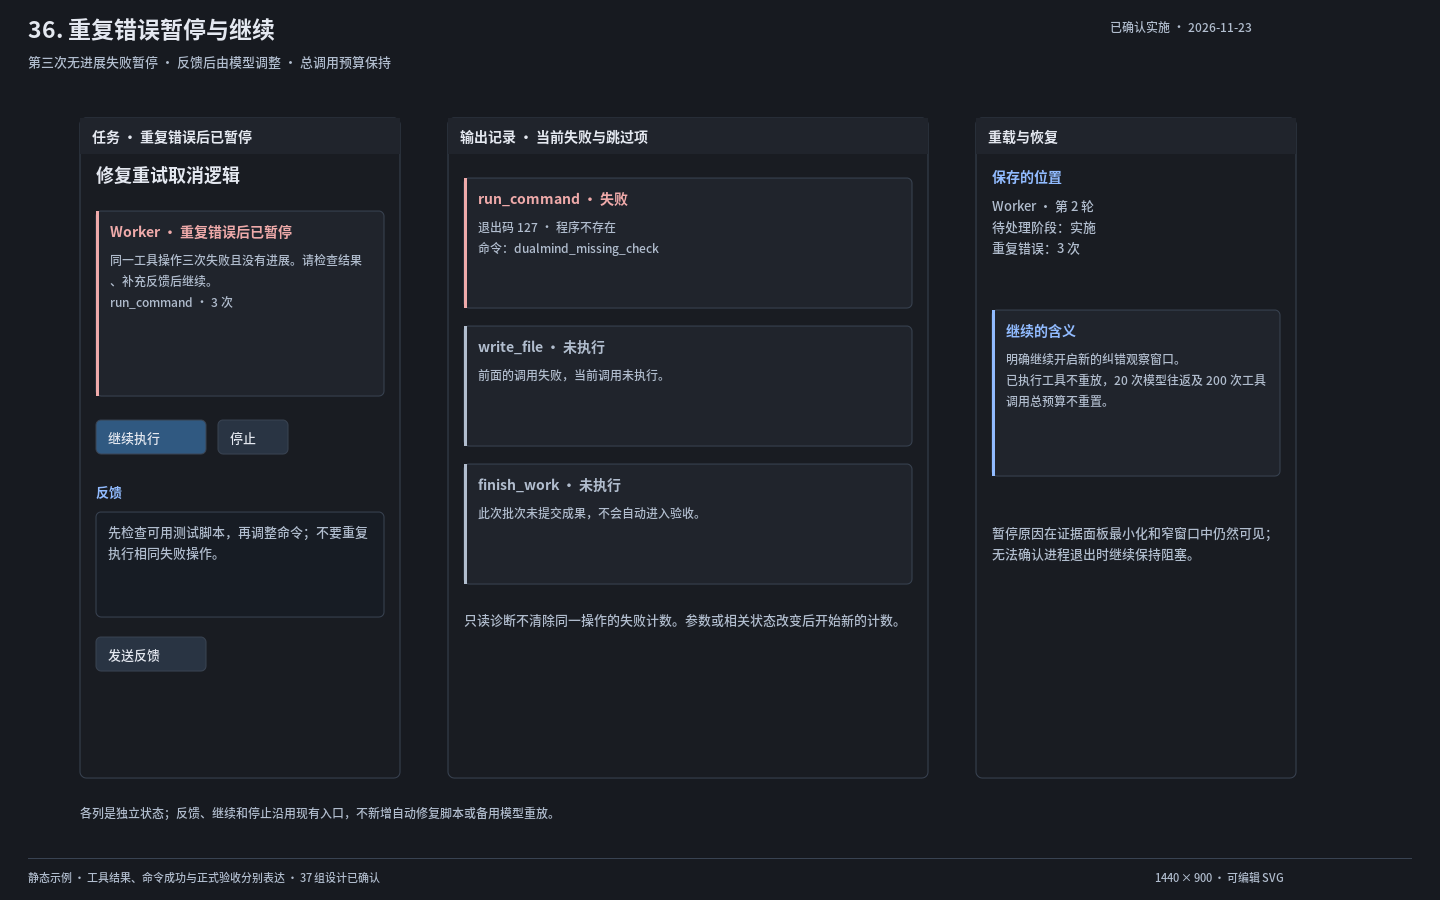 36. 重复错误暂停与继续
已确认实施 · 2026-11-23
第三次无进展失败暂停 · 反馈后由模型调整 · 总调用预算保持
任务 · 重复错误后已暂停
修复重试取消逻辑
Worker · 重复错误后已暂停
同一工具操作三次失败且没有进展。请检查结果
、补充反馈后继续。
run_command · 3 次
继续执行
停止
反馈
先检查可用测试脚本，再调整命令；不要重复
执行相同失败操作。
发送反馈
输出记录 · 当前失败与跳过项
run_command · 失败
退出码 127 · 程序不存在
命令：dualmind_missing_check
write_file · 未执行
前面的调用失败，当前调用未执行。
finish_work · 未执行
此次批次未提交成果，不会自动进入验收。
只读诊断不清除同一操作的失败计数。参数或相关状态改变后开始新的计数。
重载与恢复
保存的位置
Worker · 第 2 轮
待处理阶段：实施
重复错误：3 次
继续的含义
明确继续开启新的纠错观察窗口。
已执行工具不重放，20 次模型往返及 200 次工具
调用总预算不重置。
暂停原因在证据面板最小化和窄窗口中仍然可见；
无法确认进程退出时继续保持阻塞。
各列是独立状态；反馈、继续和停止沿用现有入口，不新增自动修复脚本或备用模型重放。
静态示例 · 工具结果、命令成功与正式验收分别表达 · 37 组设计已确认
1440 × 900 · 可编辑 SVG